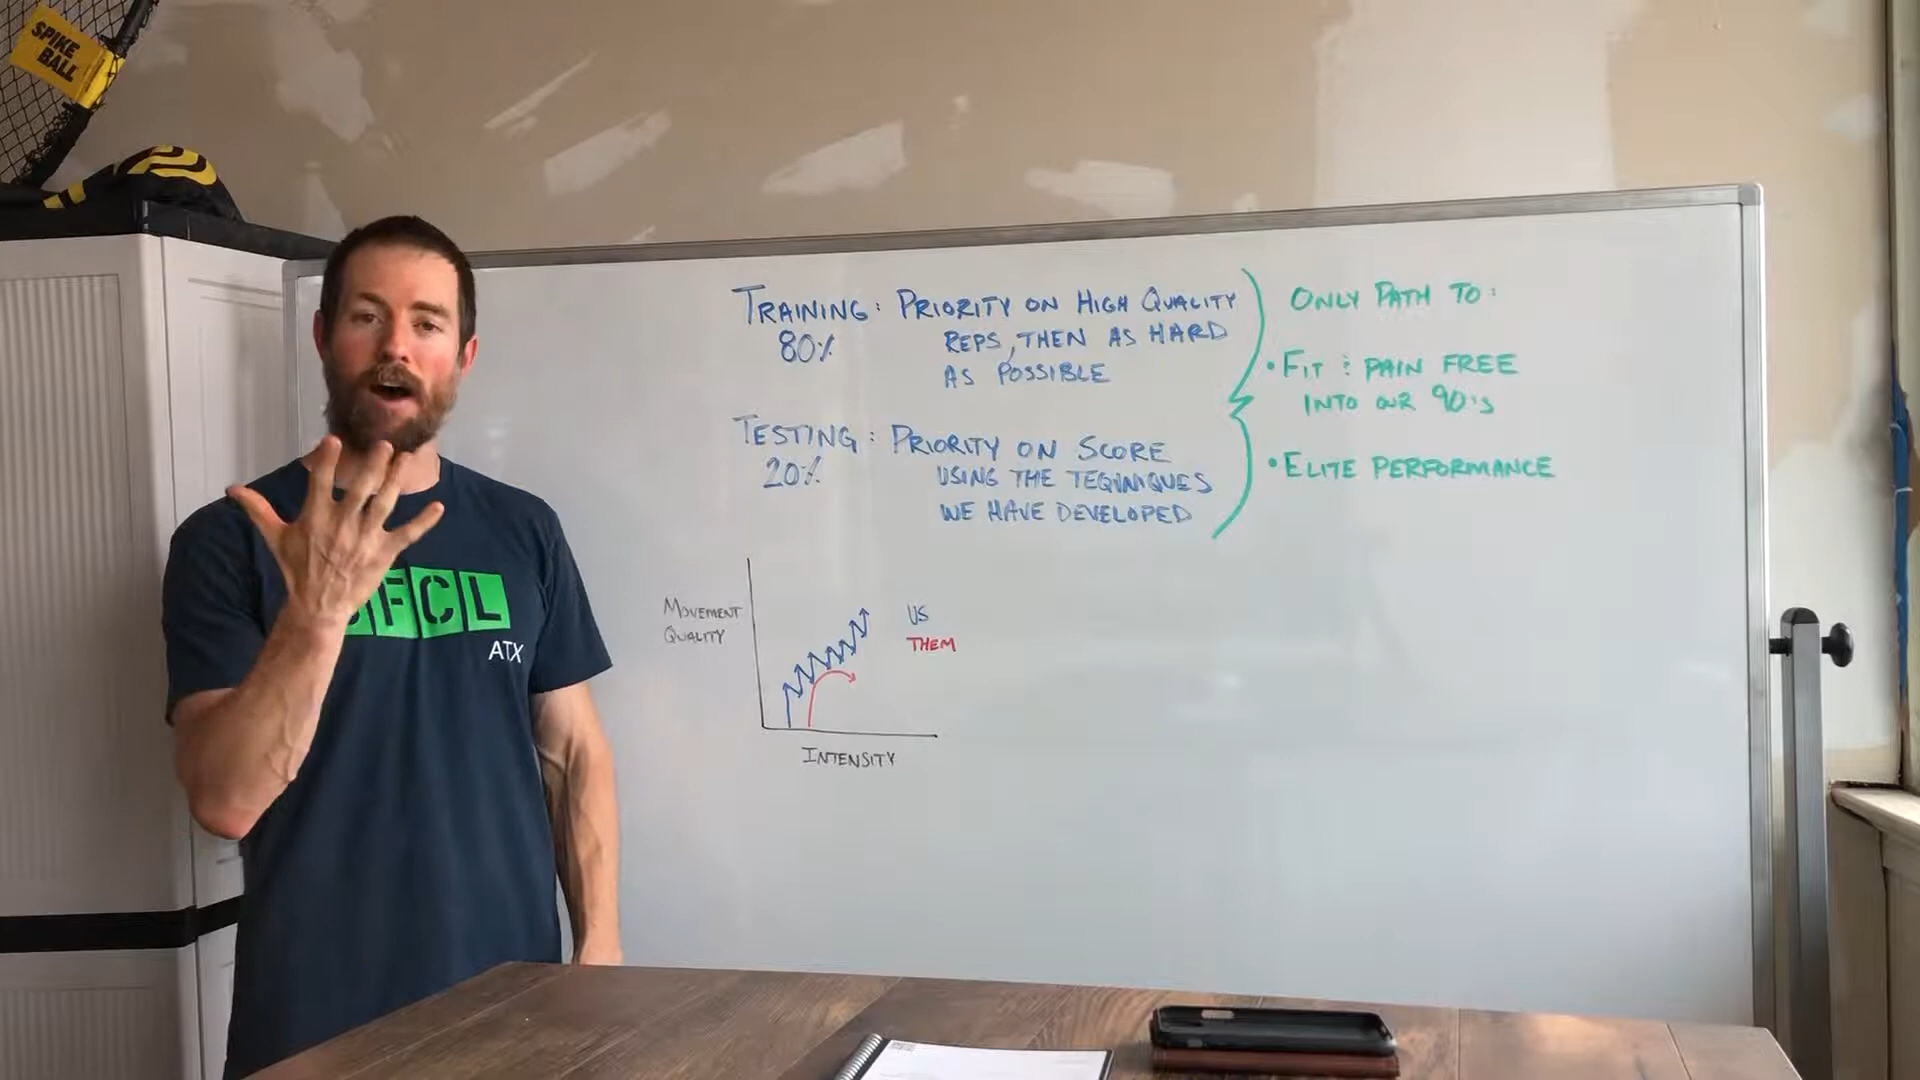 SPIKE
BALL
TRAINING: PRIORITY ON HIGH QUALITY
80% REPS, THEN AS HARD
AS POSSIBLE
TESTING: PRIORITY ON SCORE
20% USING THE TEQINIQUES
WE HAVE DEVELOPED
ONLY PATH TO:
• FIT : PAIN FREE
INTO OUR 90'S
• ELITE PERFORMANCE
MOVEMENT
QUALITY
US
THEM
INTENSITY
FCL
ATX